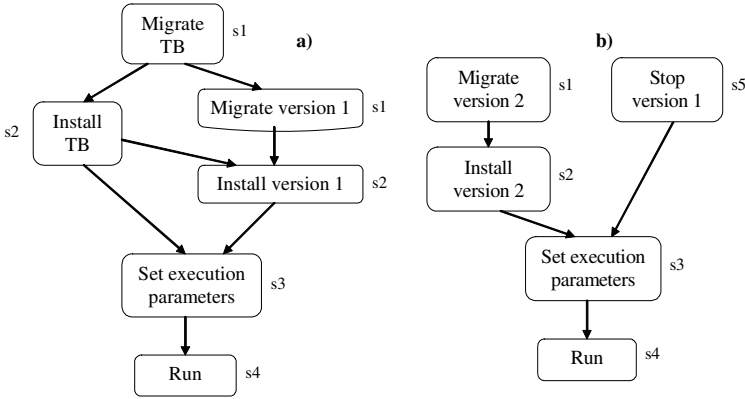 Migrate
TB
s1
a)
Migrate version 1
s1
s2
Install
TB
Install version 1
s2
Set execution
parameters
s3
Run
s4
b)
Migrate
version 2
s1
Stop
version 1
s5
Install
version 2
s2
Set execution
parameters
s3
Run
s4